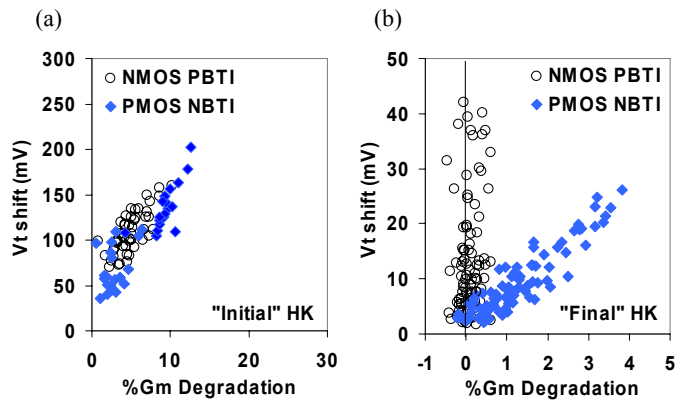 (a)
300
250
200
150
100
50
0
Vt shift (mV)
NMOS PBTI
PMOS NBTI
"Initial" HK
0 10 20 30
%Gm Degradation
(b)
50
40
30
20
10
0
Vt shift (mV)
NMOS PBTI
PMOS NBTI
"Final" HK
-1 0 1 2 3 4 5
%Gm Degradation